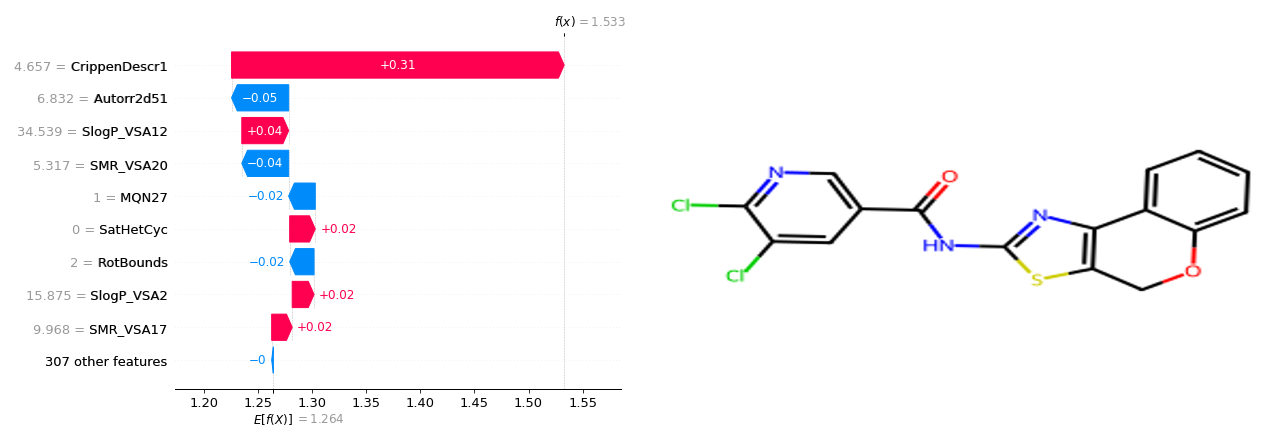 f(x) = 1.533
4.657 = CrippenDescr1
+0.31
6.832 = Autorr2d51
−0.05
34.539 = SlogP_VSA12
+0.04
5.317 = SMR_VSA20
−0.04
1 = MQN27
−0.02
0 = SatHetCyc
+0.02
2 = RotBounds
−0.02
15.875 = SlogP_VSA2
+0.02
9.968 = SMR_VSA17
+0.02
307 other features
−0
1.20 1.25 1.30 1.35 1.40 1.45 1.50 1.55
E[f(X)] = 1.264
N
O
Cl
N
HN
Cl
S
O